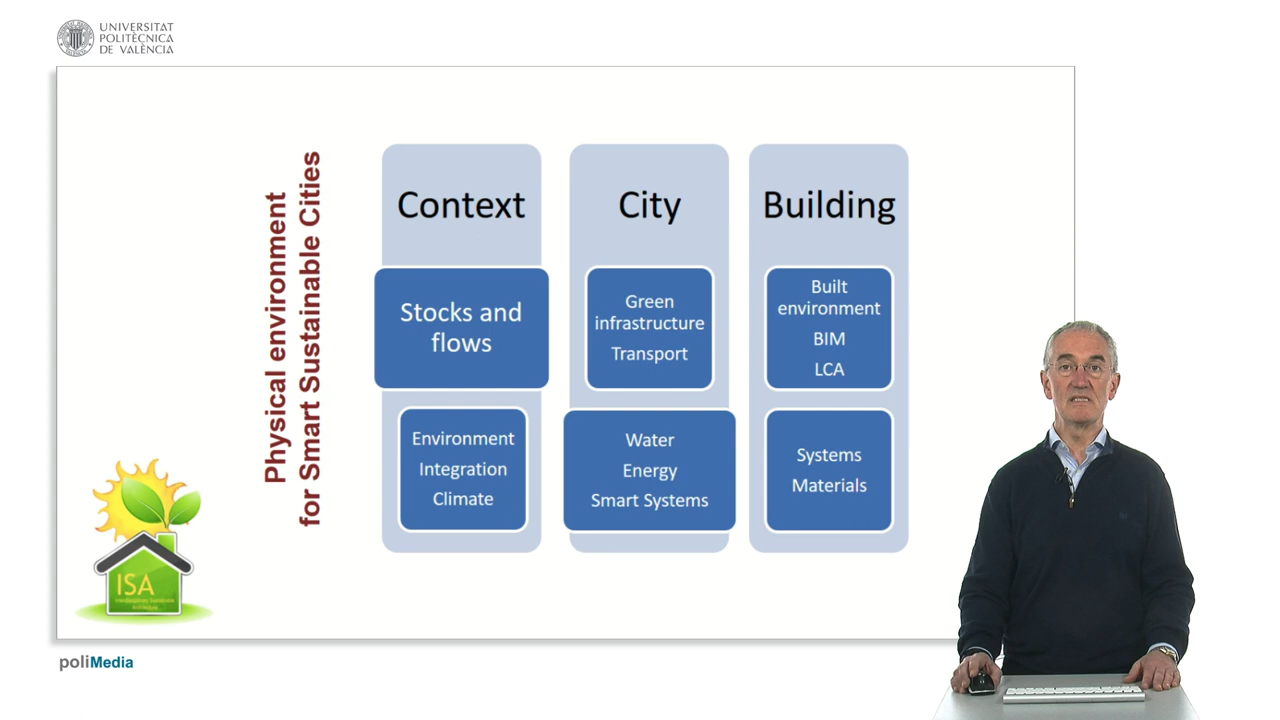 UNIVERSITAT
POLITÈCNICA
DE VALÈNCIA
Physical environment
for Smart Sustainable Cities
Context
Stocks and
flows
Environment
Integration
Climate
City
Green
infrastructure
Transport
Water
Energy
Smart Systems
Building
Built
environment
BIM
LCA
Systems
Materials
ISA
poliMedia